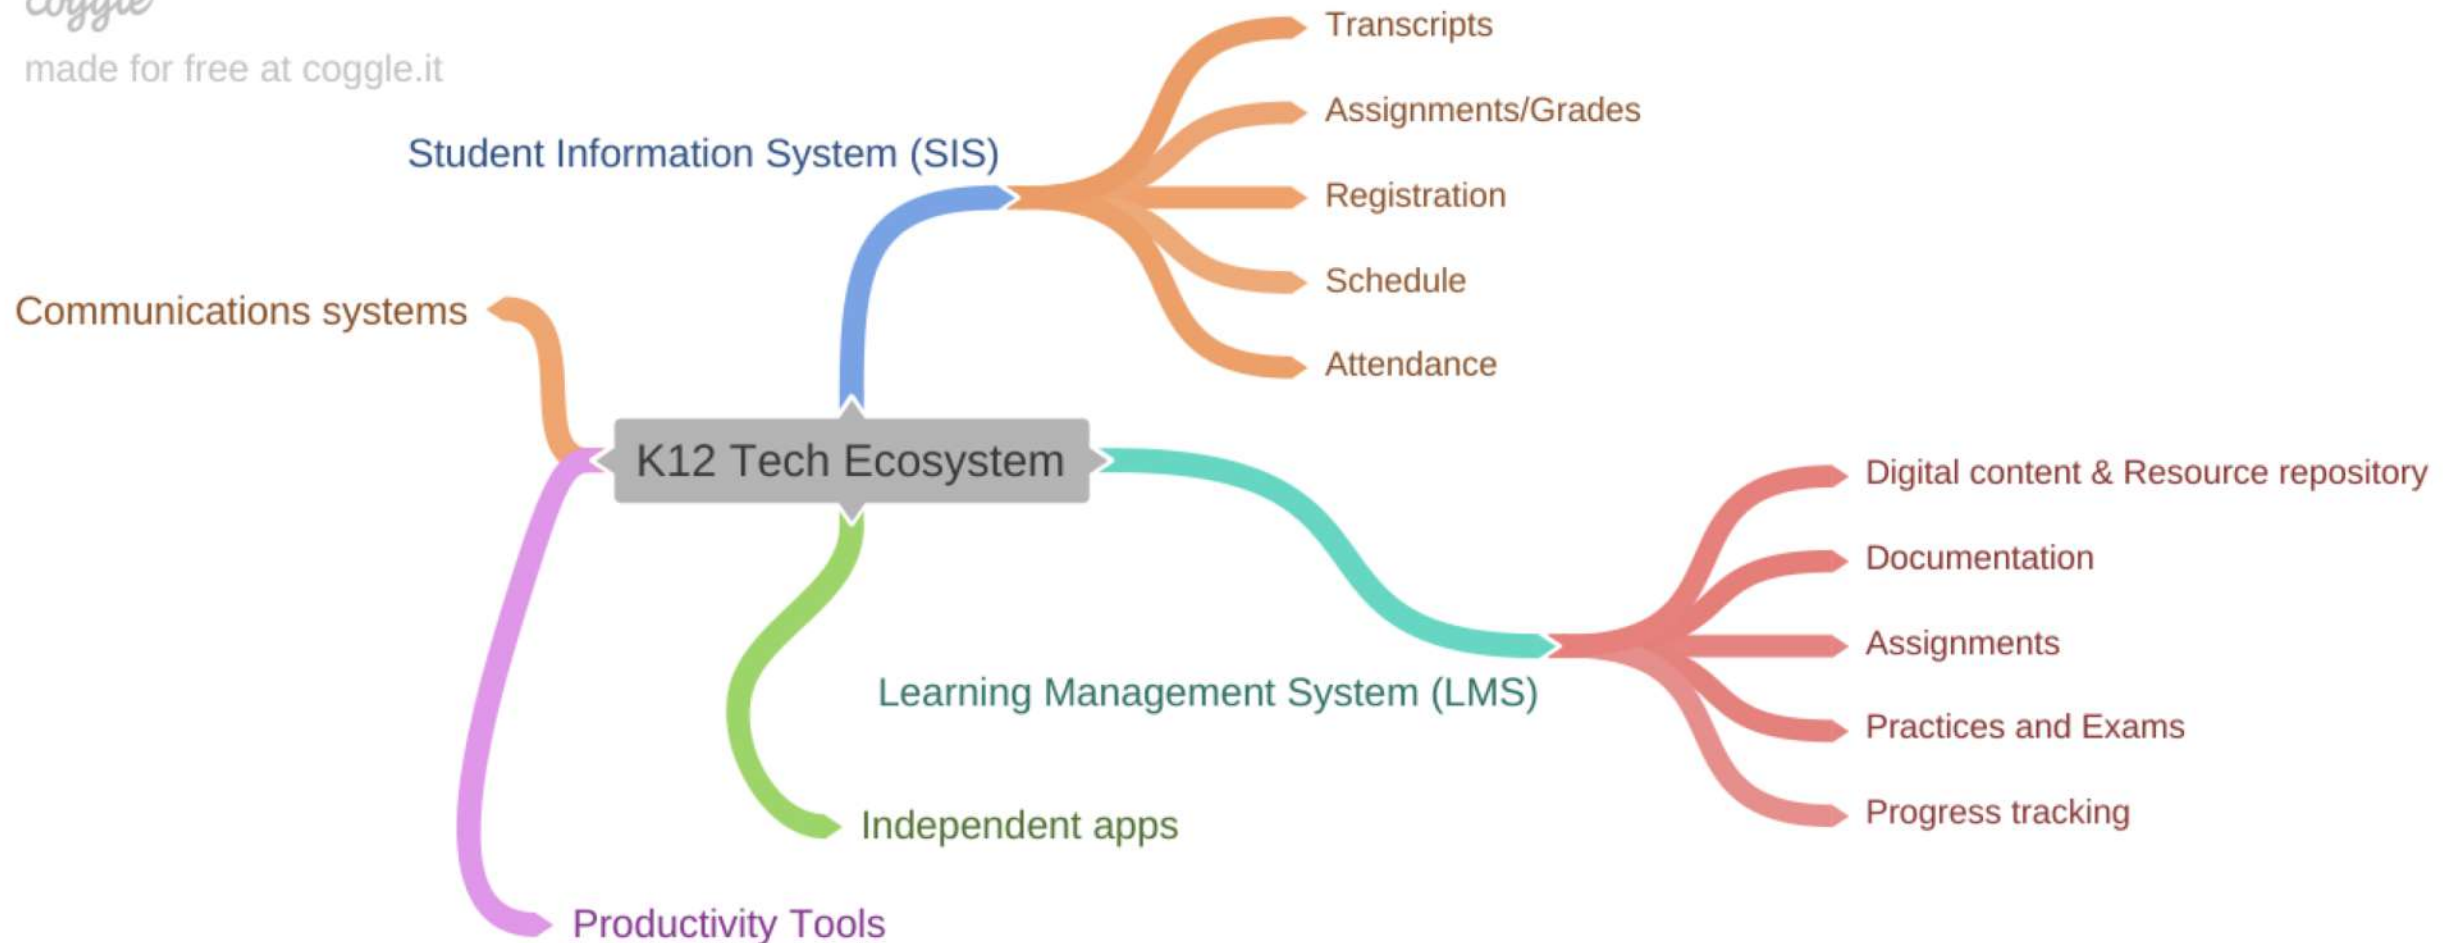 coggle
made for free at coggle.it
Transcripts
Assignments/Grades
Student Information System (SIS)
Registration
Schedule
Attendance
Communications systems
K12 Tech Ecosystem
Digital content & Resource repository
Documentation
Assignments
Learning Management System (LMS)
Practices and Exams
Progress tracking
Independent apps
Productivity Tools